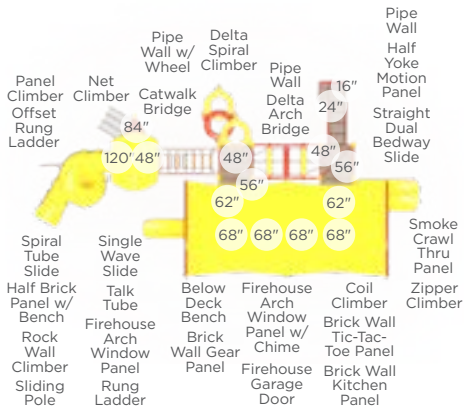 Pipe
Wall w/
Wheel
Delta
Spiral
Climber
Pipe
Wall
Half
Yoke
Motion
Panel
Panel
Climber
Offset
Rung
Ladder
Net
Climber
Catwalk
Bridge
Pipe
Wall
Delta
Arch
Bridge
Straight
Dual
Bedway
Slide
16"
24"
84"
120'
48"
48"
48"
56"
56"
62"
62"
68"
68"
68"
68"
Spiral
Tube
Slide
Half Brick
Panel w/
Bench
Rock
Wall
Climber
Sliding
Pole
Single
Wave
Slide
Talk
Tube
Firehouse
Arch
Window
Panel
Rung
Ladder
Below
Deck
Bench
Brick
Wall Gear
Panel
Firehouse
Arch
Window
Panel w/
Chime
Firehouse
Garage
Door
Coil
Climber
Brick Wall
Tic-Tac-
Toe Panel
Brick Wall
Kitchen
Panel
Smoke
Crawl
Thru
Panel
Zipper
Climber